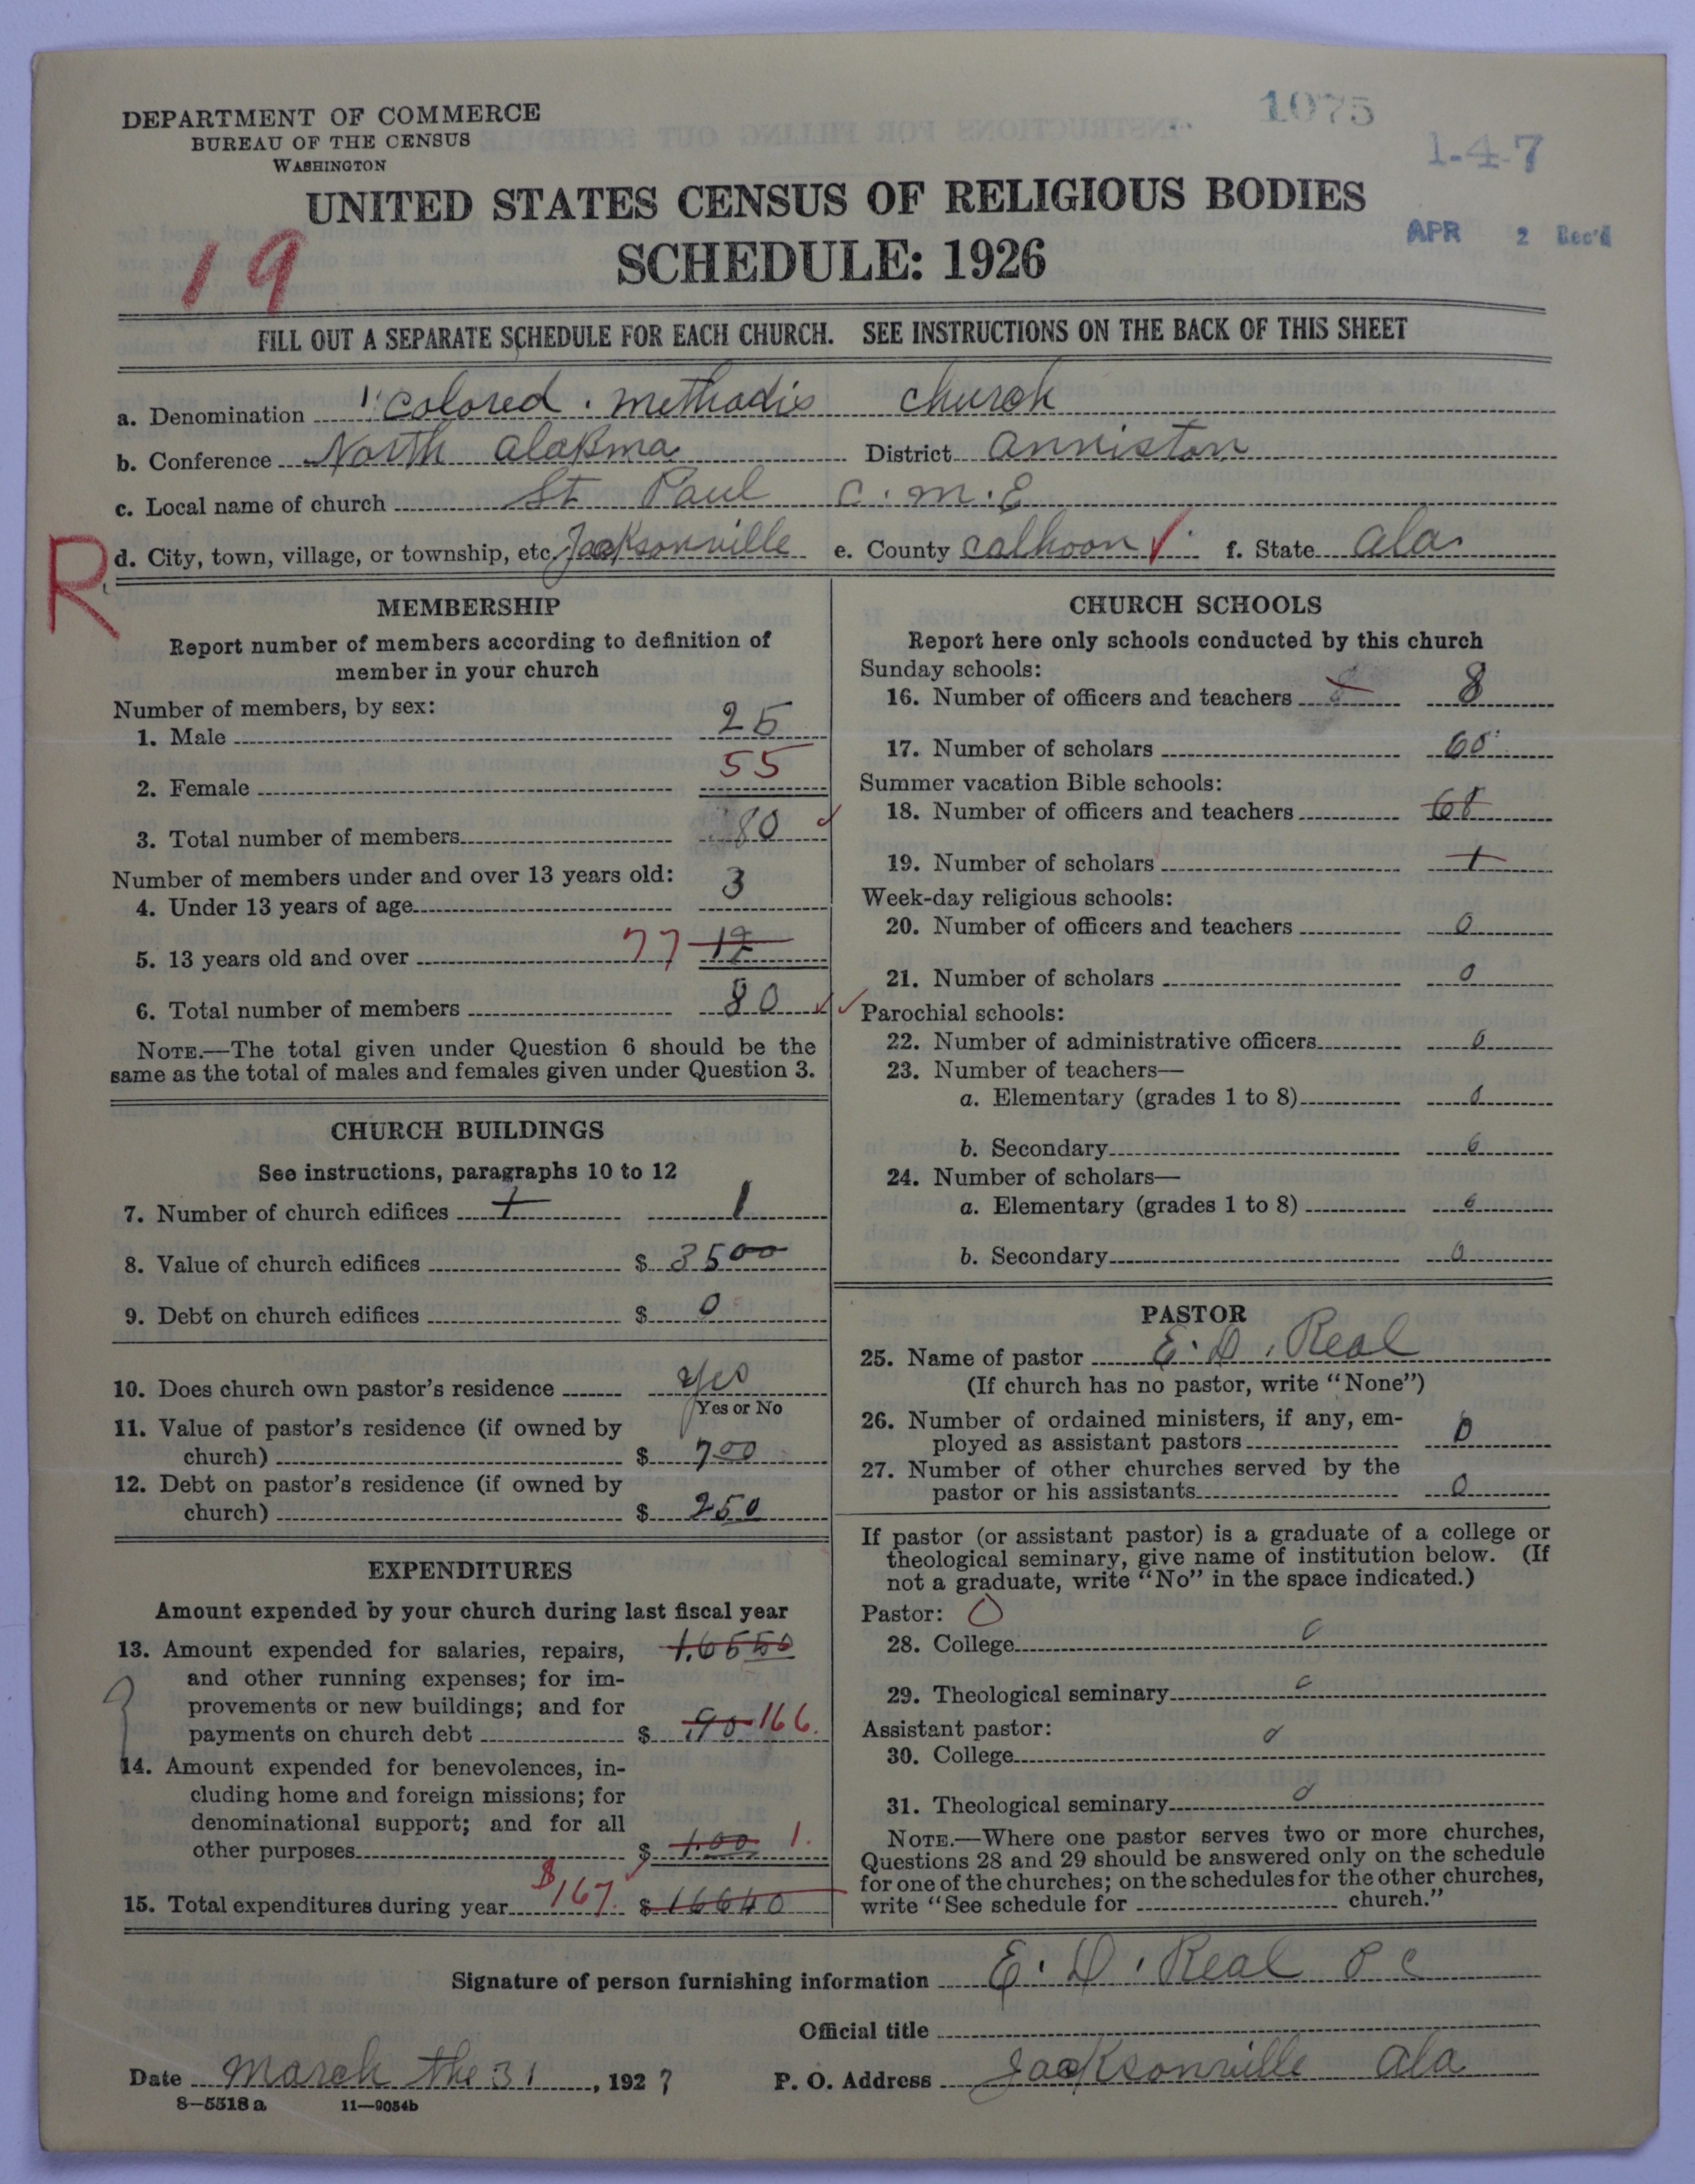 DEPARTMENT OF COMMERCE
BUREAU OF THE CENSUS
WASHINGTON
1075
1-4-7
UNITED STATES CENSUS OF RELIGIOUS BODIES
SCHEDULE: 1926
APR 2 Rec'd
19
FILL OUT A SEPARATE SCHEDULE FOR EACH CHURCH. SEE INSTRUCTIONS ON THE BACK OF THIS SHEET
a. Denomination Colored . Methodis church
b. Conference North Alabma District Anniston
c. Local name of church St Paul C. M. E
R
d. City, town, village, or township, etc. Jacksonville e. County Calhoon f. State Ala.
MEMBERSHIP
Report number of members according to definition of
member in your church
Number of members, by sex:
1. Male 25
2. Female 55
3. Total number of members 80
Number of members under and over 13 years old:
4. Under 13 years of age 3
5. 13 years old and over 77
6. Total number of members 80
NOTE.—The total given under Question 6 should be the
same as the total of males and females given under Question 3.
CHURCH BUILDINGS
See instructions, paragraphs 10 to 12
7. Number of church edifices 1
8. Value of church edifices $ 3500
9. Debt on church edifices $ 0
10. Does church own pastor's residence yes
Yes or No
11. Value of pastor's residence (if owned by
church) $ 700
12. Debt on pastor's residence (if owned by
church) $ 250
EXPENDITURES
Amount expended by your church during last fiscal year
13. Amount expended for salaries, repairs,
and other running expenses; for im-
provements or new buildings; and for
payments on church debt $ .90 166.
14. Amount expended for benevolences, in-
cluding home and foreign missions; for
denominational support; and for all
other purposes $ 1.00 1.
15. Total expenditures during year $167. $ 16640
CHURCH SCHOOLS
Report here only schools conducted by this church
Sunday schools:
16. Number of officers and teachers 8
17. Number of scholars 60
Summer vacation Bible schools:
18. Number of officers and teachers
19. Number of scholars
Week-day religious schools:
20. Number of officers and teachers 0
21. Number of scholars 0
Parochial schools:
22. Number of administrative officers 0
23. Number of teachers—
a. Elementary (grades 1 to 8) 0
b. Secondary 0
24. Number of scholars—
a. Elementary (grades 1 to 8) 0
b. Secondary 0
PASTOR
25. Name of pastor E. D. Real
(If church has no pastor, write "None")
26. Number of ordained ministers, if any, em-
ployed as assistant pastors 0
27. Number of other churches served by the
pastor or his assistants 0
If pastor (or assistant pastor) is a graduate of a college or
theological seminary, give name of institution below. (If
not a graduate, write "No" in the space indicated.)
Pastor: 0
28. College 0
29. Theological seminary 0
Assistant pastor:
30. College 0
31. Theological seminary 0
NOTE.—Where one pastor serves two or more churches,
Questions 28 and 29 should be answered only on the schedule
for one of the churches; on the schedules for the other churches,
write "See schedule for church."
Signature of person furnishing information E. D. Real P C
Official title
Date March the 31, 1927 P. O. Address Jacksonville Ala
8—5518 a 11—9054b